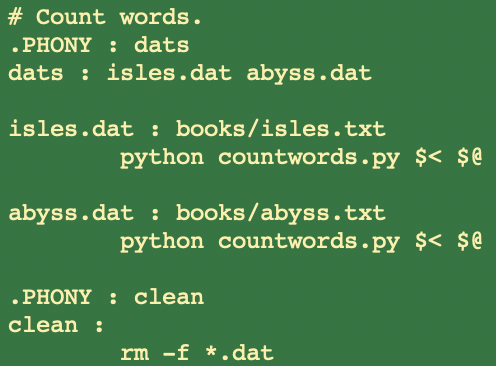 # Count words.
.PHONY : dats
dats : isles.dat abyss.dat

isles.dat : books/isles.txt
        python countwords.py $< $@

abyss.dat : books/abyss.txt
        python countwords.py $< $@

.PHONY : clean
clean :
        rm -f *.dat